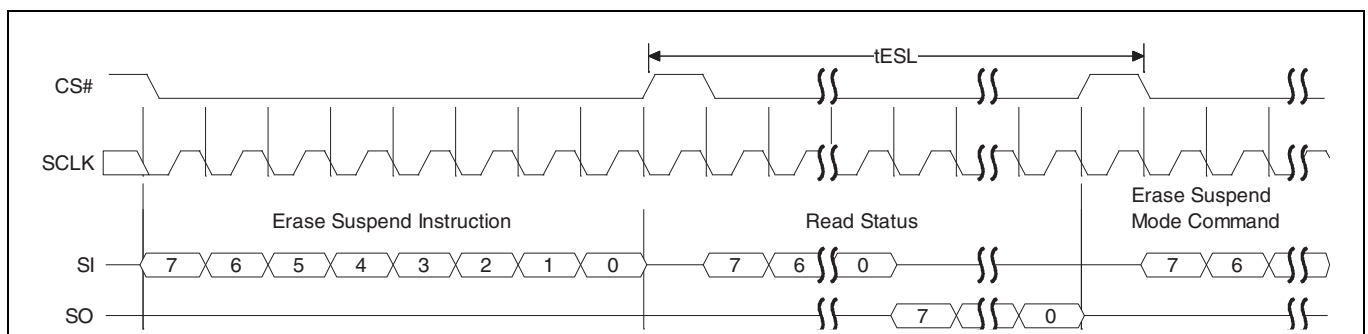 tESL
CS#
SCLK
Erase Suspend Instruction
Read Status
Erase Suspend
Mode Command
SI 7 6 5 4 3 2 1 0 7 6 0 7 6
SO 7 0